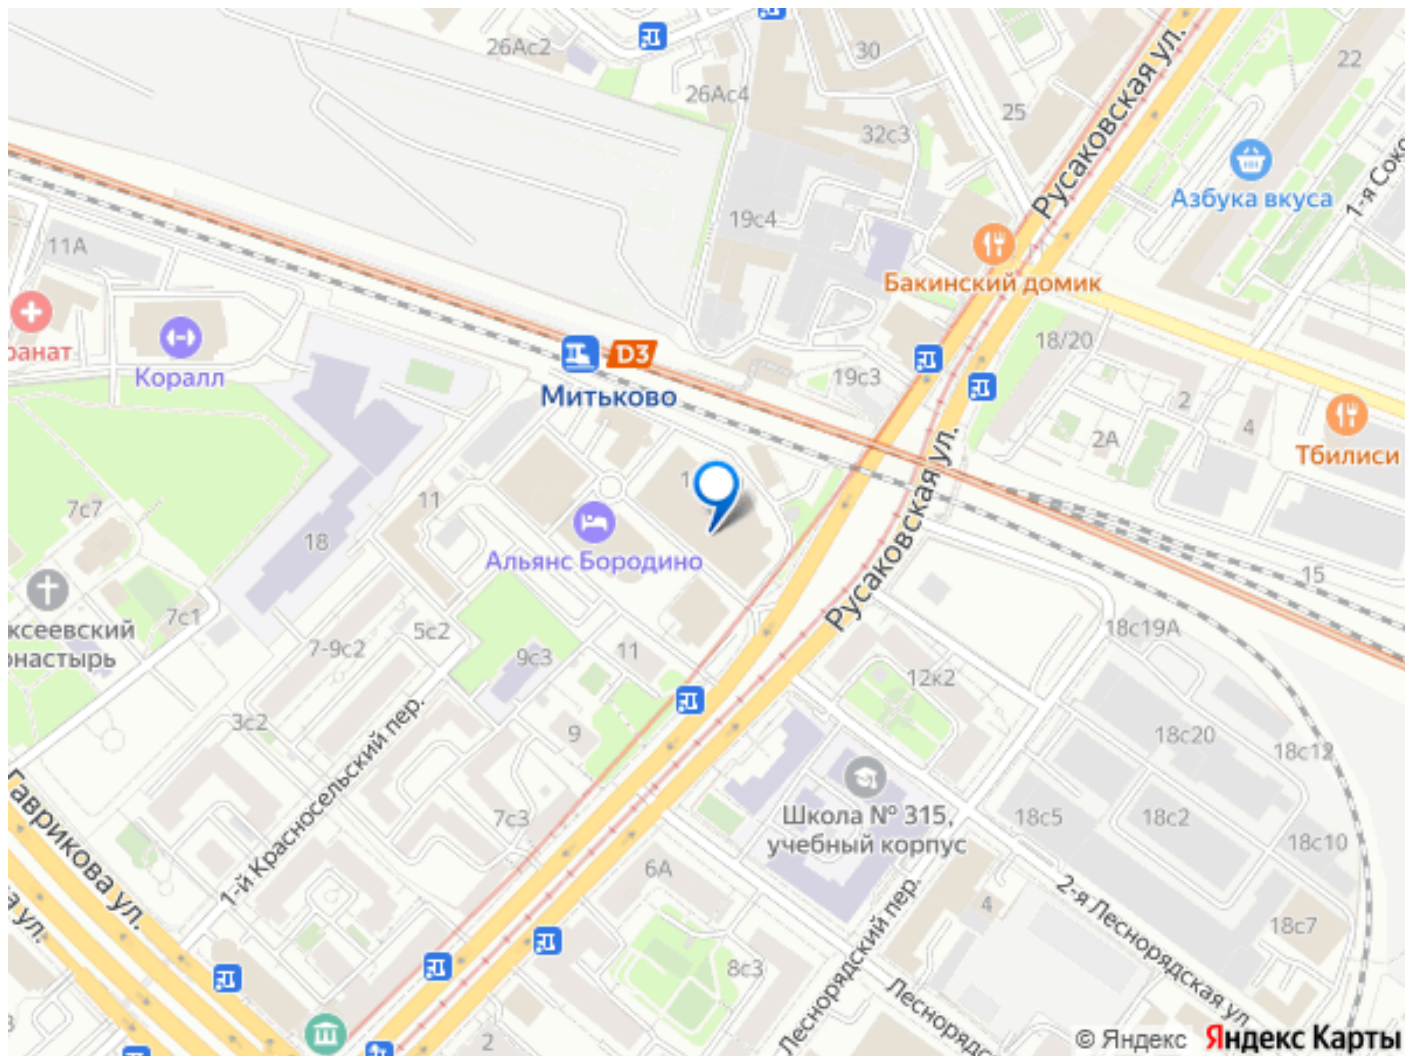 26Ас2
30
22
26Ас4
25
32с3
Русаковская ул.
Азбука вкуса
1-я Соко
19с4
11А
Бакинский домик
D3
18/20
Коралл
19с3
Митьково
2
4
2А
Тбилиси
7с7
11
18
Альянс Бородино
Русаковская ул.
15
7с1
5с2
18с19А
7-9с2
9с3
11
12к2
3с2
9
18с20
18с12
1-й Красносельский пер.
Гаврикова ул.
7с3
Школа № 315,
учебный корпус
18с5
18с2
18с10
6А
2-я Леснорядская ул.
4
18с7
8с3
Леснорядский пер.
2
© Яндекс Яндекс Карты